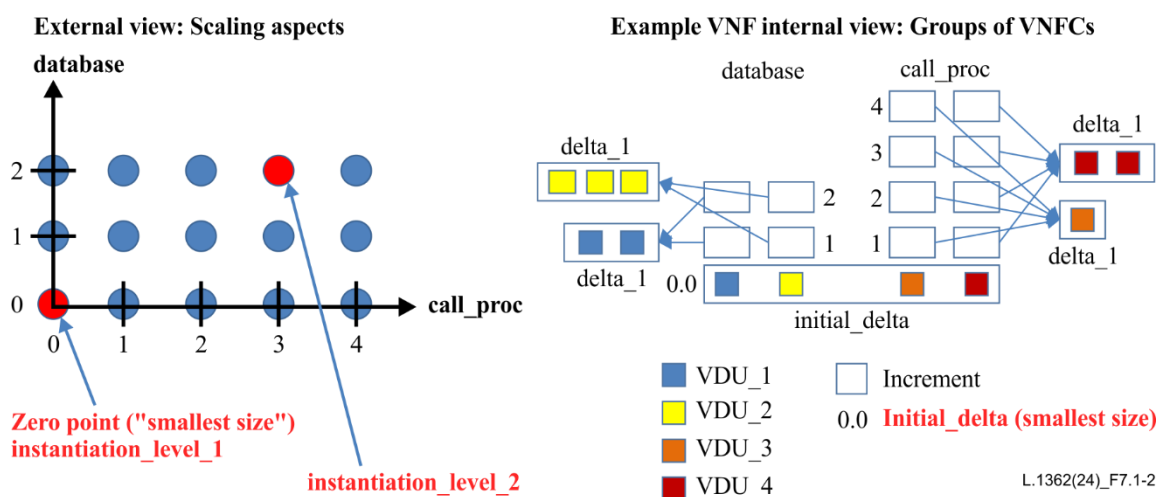 External view: Scaling aspects
database
2
1
0
0 1 2 3 4
call_proc
Zero point ("smallest size")
instantiation_level_1
instantiation_level_2
Example VNF internal view: Groups of VNFCs
database
call_proc
delta_1
delta_1
2
1
4
3
2
1
delta_1
delta_1
0.0
initial_delta
VDU_1
VDU_2
VDU_3
VDU_4
Increment
0.0 Initial_delta (smallest size)
L.1362(24)_F7.1-2